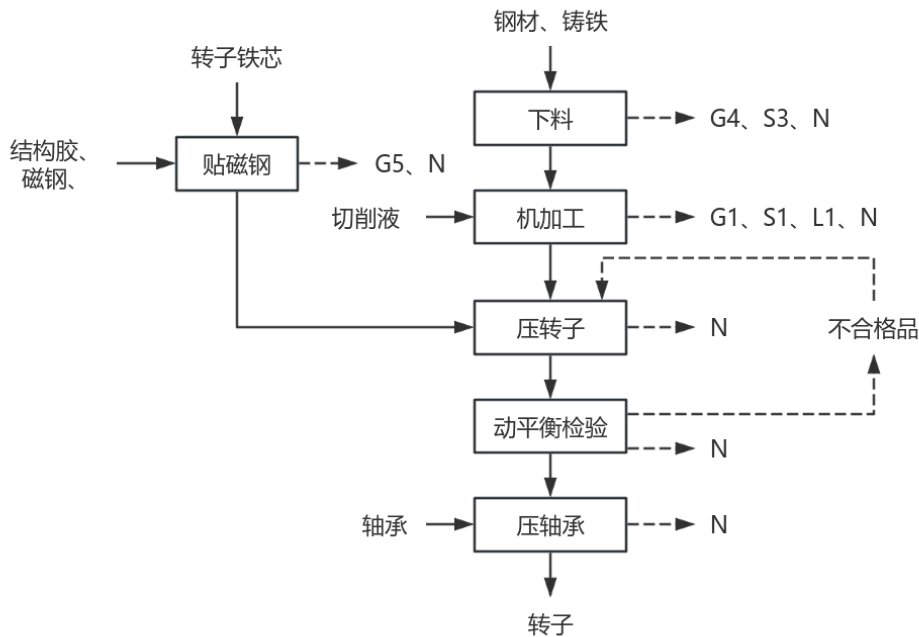 钢材、铸铁
转子铁芯
下料
G4、S3、N
结构胶、
磁钢、
贴磁钢
G5、N
切削液
机加工
G1、S1、L1、N
压转子
N
不合格品
动平衡检验
N
轴承
压轴承
N
转子